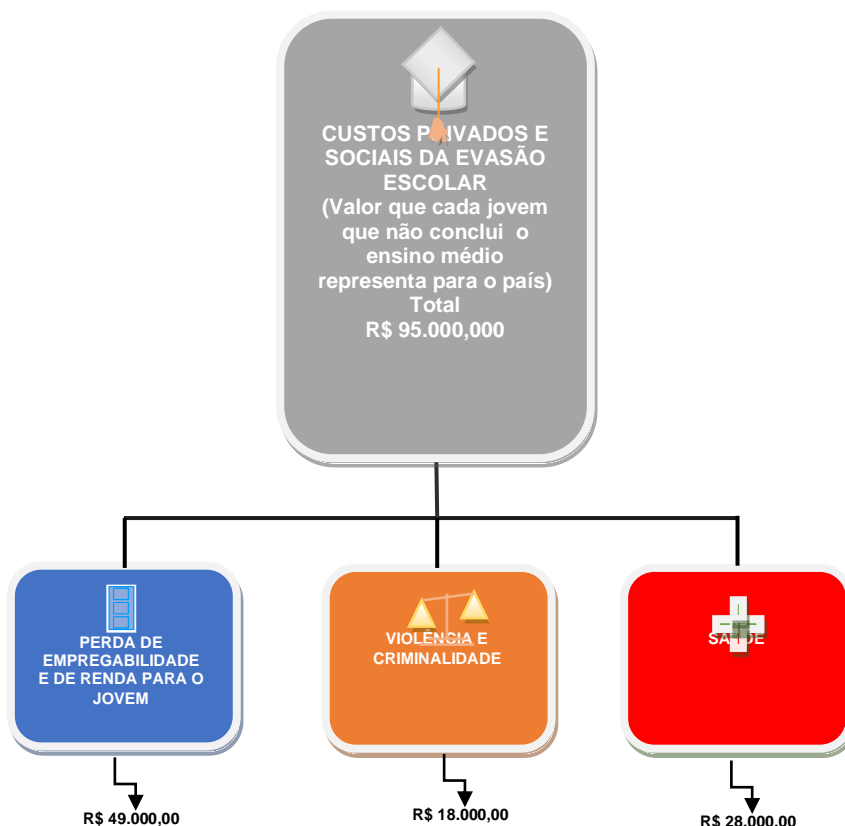 CUSTOS PRIVADOS E
SOCIAIS DA EVASÃO
ESCOLAR
(Valor que cada jovem
que não conclui o
ensino médio
representa para o país)
Total
R$ 95.000,000
PERDA DE
EMPREGABILIDADE
E DE RENDA PARA O
JOVEM
VIOLÊNCIA E
CRIMINALIDADE
SAÚDE
R$ 49.000,00
R$ 18.000,00
R$ 28.000,00